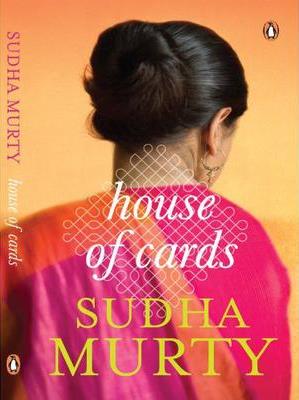 SUDHA MURTY house of cards
house
of cards
SUDHA
MURTY